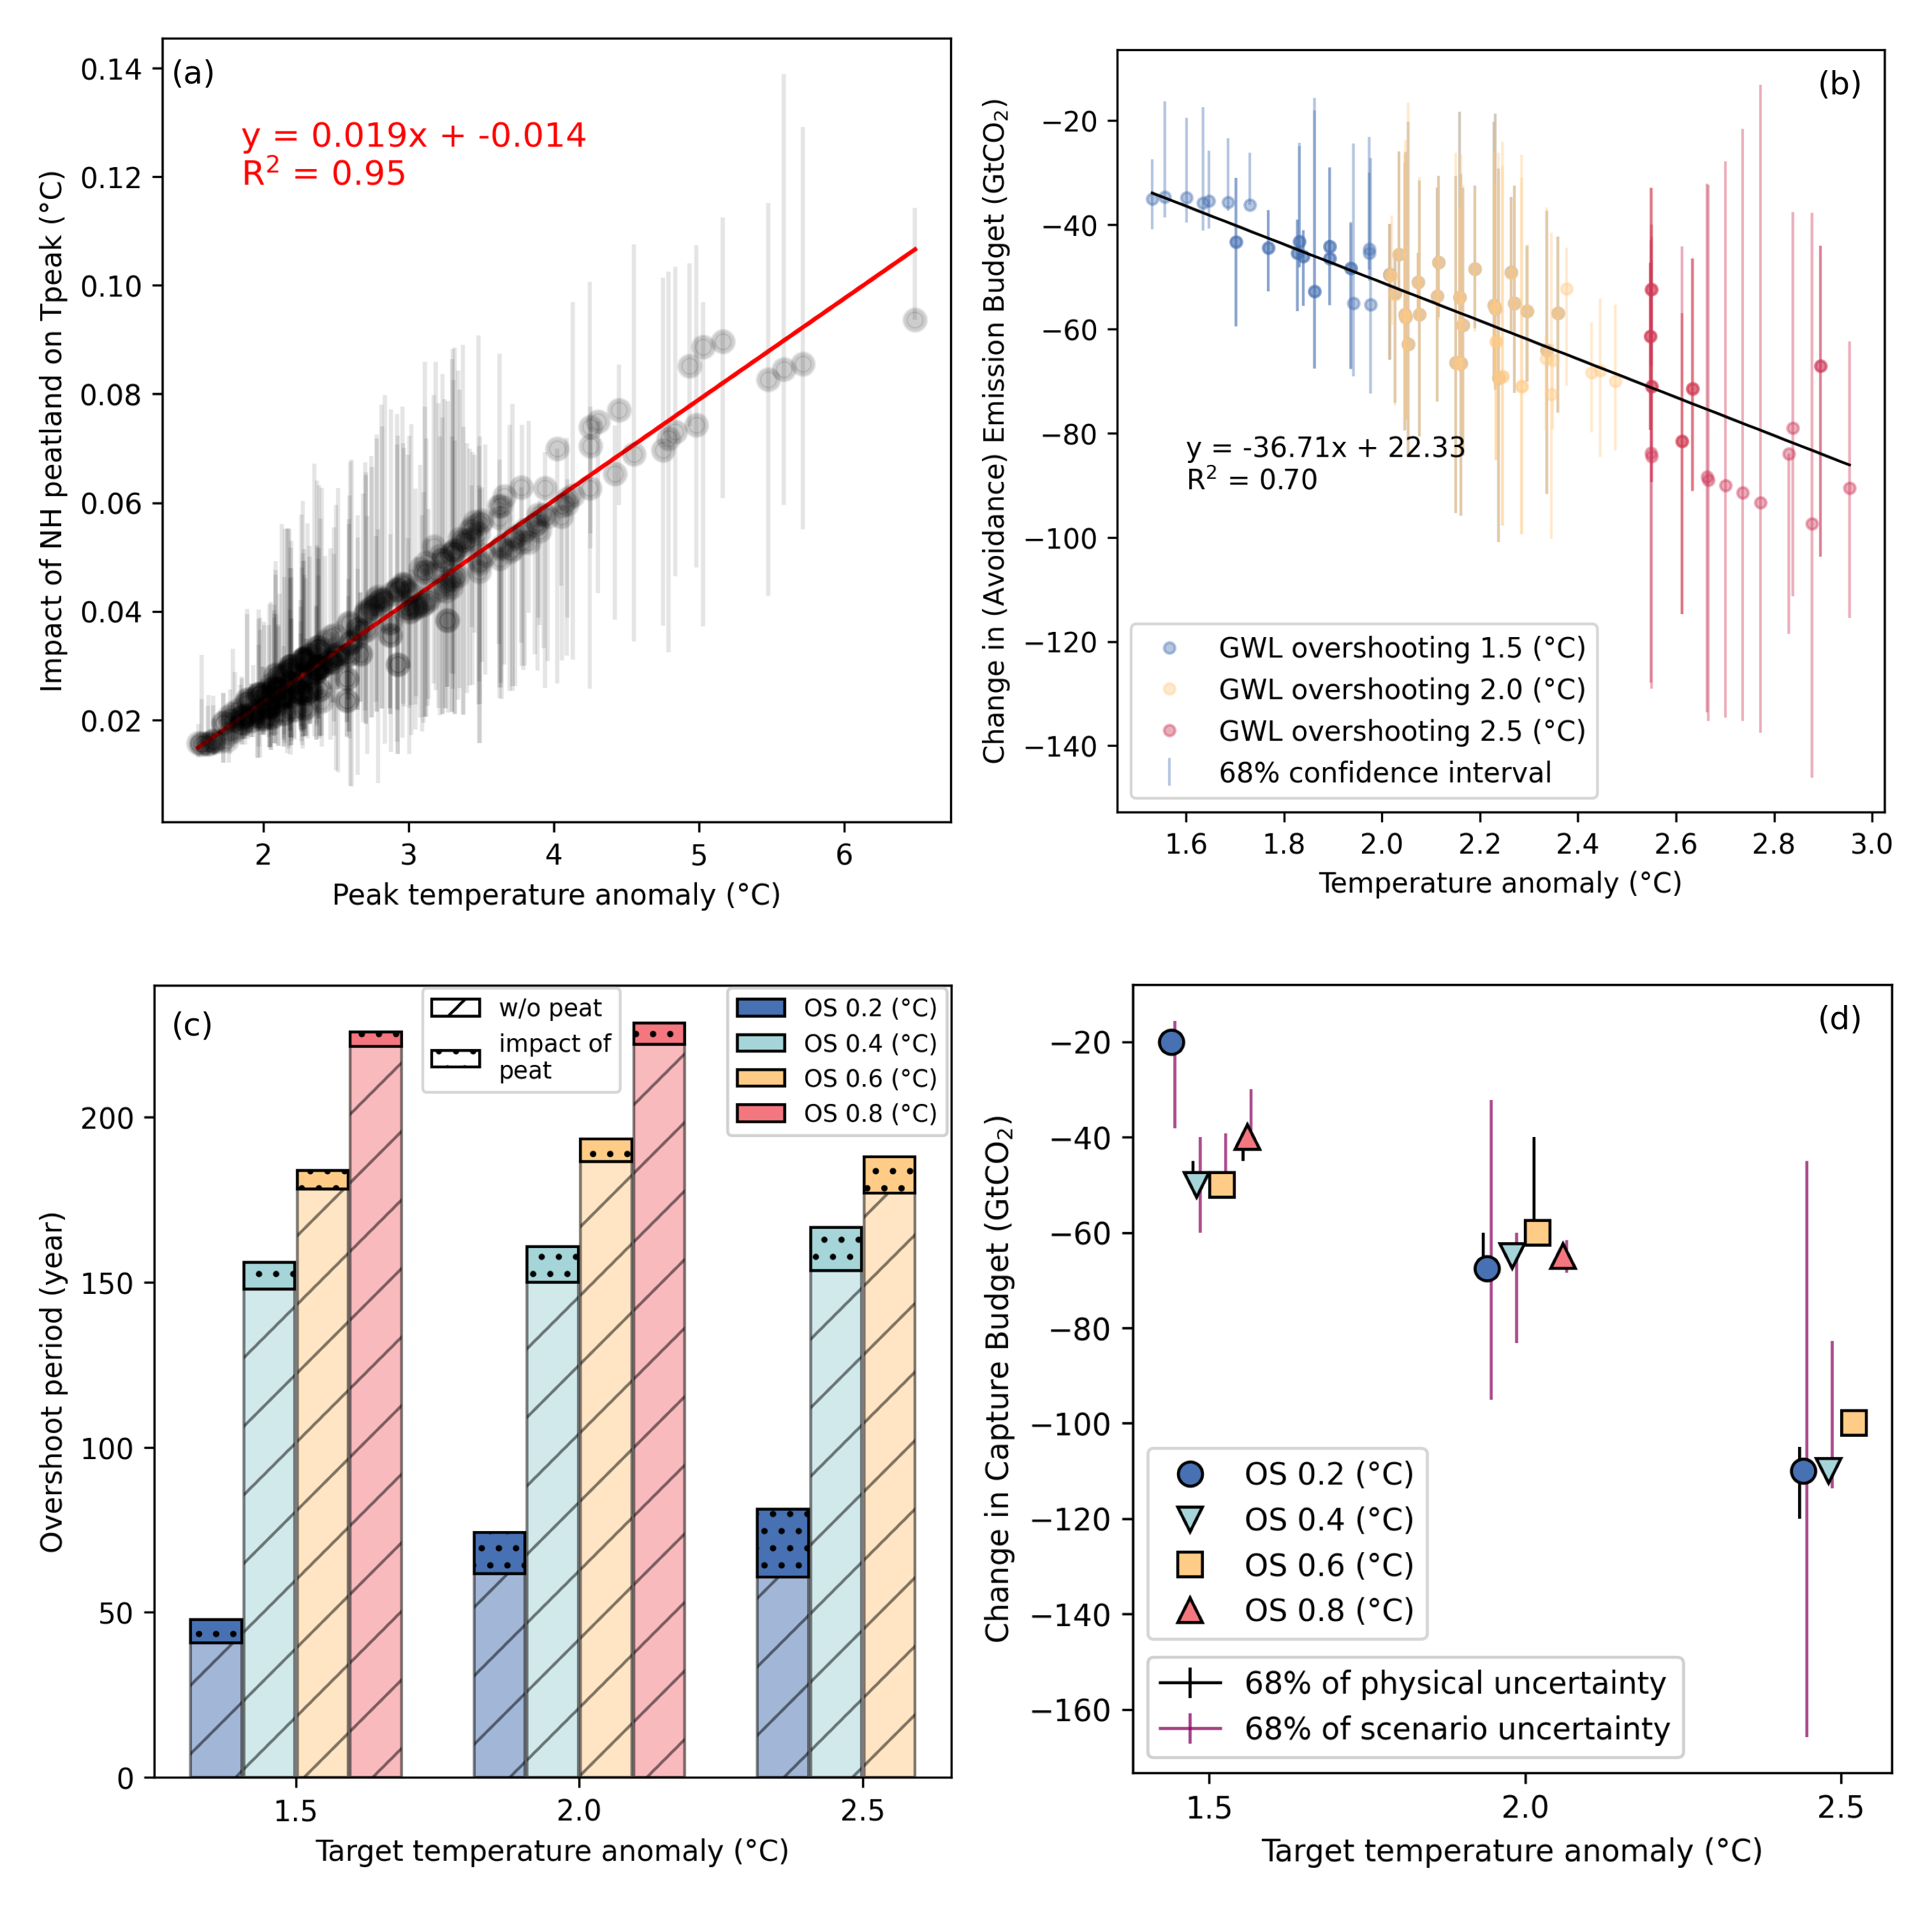 (a)
y = 0.019x + -0.014
R² = 0.95
0.14
0.12
0.10
0.08
0.06
0.04
0.02
Impact of NH peatland on Tpeak (°C)
2 3 4 5 6
Peak temperature anomaly (°C)
(b)
−20
−40
−60
−80
−100
−120
−140
Change in (Avoidance) Emission Budget (GtCO₂)
y = -36.71x + 22.33
R² = 0.70
GWL overshooting 1.5 (°C)
GWL overshooting 2.0 (°C)
GWL overshooting 2.5 (°C)
68% confidence interval
1.6 1.8 2.0 2.2 2.4 2.6 2.8 3.0
Temperature anomaly (°C)
(c)
w/o peat
impact of
peat
OS 0.2 (°C)
OS 0.4 (°C)
OS 0.6 (°C)
OS 0.8 (°C)
200
150
100
50
0
Overshoot period (year)
1.5 2.0 2.5
Target temperature anomaly (°C)
(d)
−20
−40
−60
−80
−100
−120
−140
−160
Change in Capture Budget (GtCO₂)
OS 0.2 (°C)
OS 0.4 (°C)
OS 0.6 (°C)
OS 0.8 (°C)
68% of physical uncertainty
68% of scenario uncertainty
1.5 2.0 2.5
Target temperature anomaly (°C)